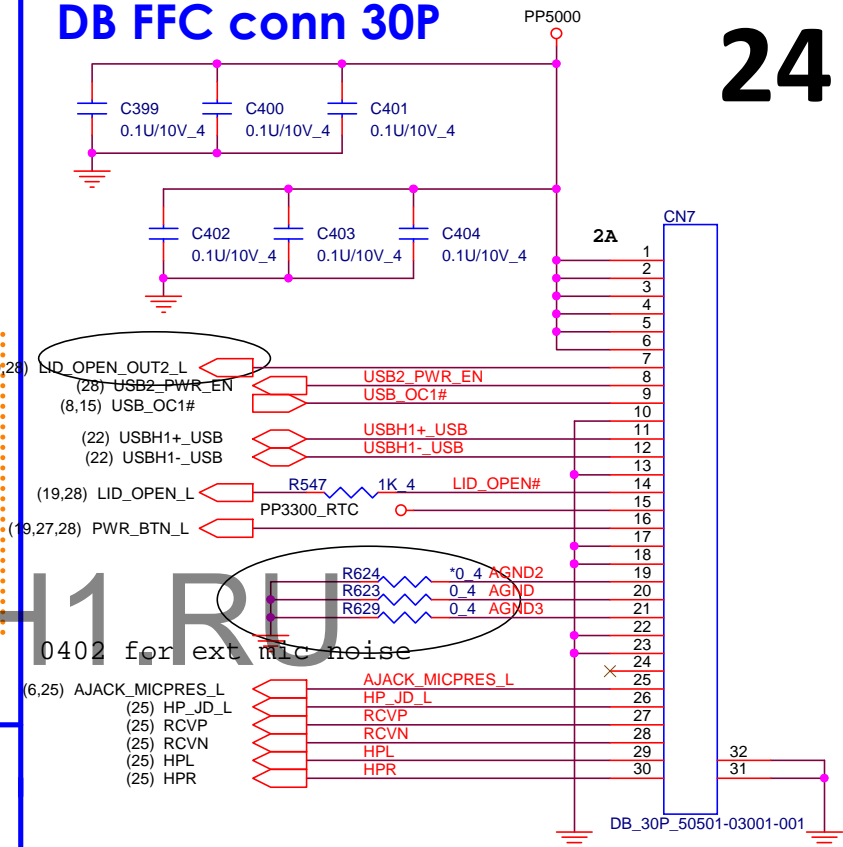 DB FFC conn 30P
PP5000
24
C399
0.1U/10V_4
C400
0.1U/10V_4
C401
0.1U/10V_4
C402
0.1U/10V_4
C403
0.1U/10V_4
C404
0.1U/10V_4
2A
CN7
1
2
3
4
5
6
,28) LID_OPEN_OUT2_L 7
(28) USB2_PWR_EN USB2_PWR_EN 8
(8,15) USB_OC1# USB_OC1# 9
10
(22) USBH1+_USB USBH1+_USB 11
(22) USBH1-_USB USBH1-_USB 12
13
(19,28) LID_OPEN_L R547 1K_4 LID_OPEN# 14
PP3300_RTC 15
(19,27,28) PWR_BTN_L 16
17
18
R624 *0_4 AGND2 19
R623 0_4 AGND 20
R629 0_4 AGND3 21
22
H1.RU
0402 for ext mic noise
23
24
(6,25) AJACK_MICPRES_L AJACK_MICPRES_L 25
(25) HP_JD_L HP_JD_L 26
(25) RCVP RCVP 27
(25) RCVN RCVN 28
(25) HPL HPL 29
(25) HPR HPR 30
32
31
DB_30P_50501-03001-001